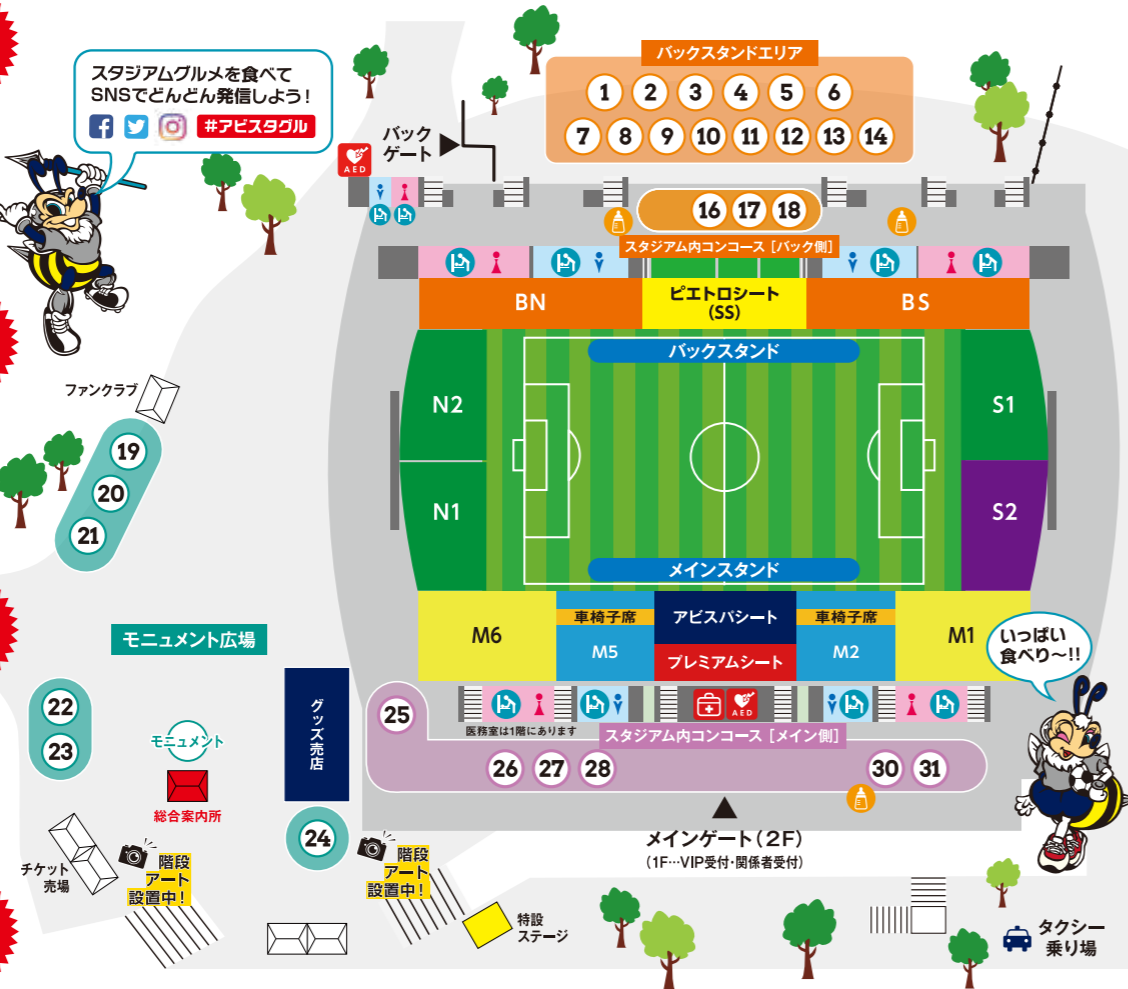 スタジアムグルメを食べて
SNSでどんどん発信しよう!
#アビスタグル
バックスタンドエリア
1 2 3 4 5 6
7 8 9 10 11 12 13 14
バック
ゲート
AED
16 17 18
スタジアム内コンコース [バック側]
BN
ピエトロシート
(SS)
BS
バックスタンド
N2
S1
N1
S2
メインスタンド
ファンクラブ
19
20
21
M6
車椅子席
アビスパシート
車椅子席
M1
M5
プレミアムシート
M2
いっぱい
食べり〜!!
モニュメント広場
22
23
モニュメント
総合案内所
グッズ売店
24
25
AED
医務室は1階にあります
スタジアム内コンコース [メイン側]
26 27 28 30 31
メインゲート(2F)
(1F…VIP受付・関係者受付)
チケット
売場
階段
アート
設置中!
階段
アート
設置中!
特設
ステージ
タクシー
乗り場